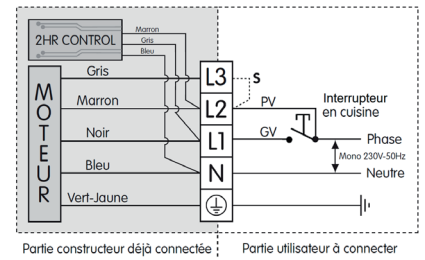 2HR CONTROL
Marron
Gris
Bleu
MOTEUR
Gris
Marron
Noir
Bleu
Vert-Jaune
L3
L2
L1
N
S
PV
GV
Interrupteur
en cuisine
Phase
Mono 230V-50Hz
Neutre
Partie constructeur déjà connectée
Partie utilisateur à connecter